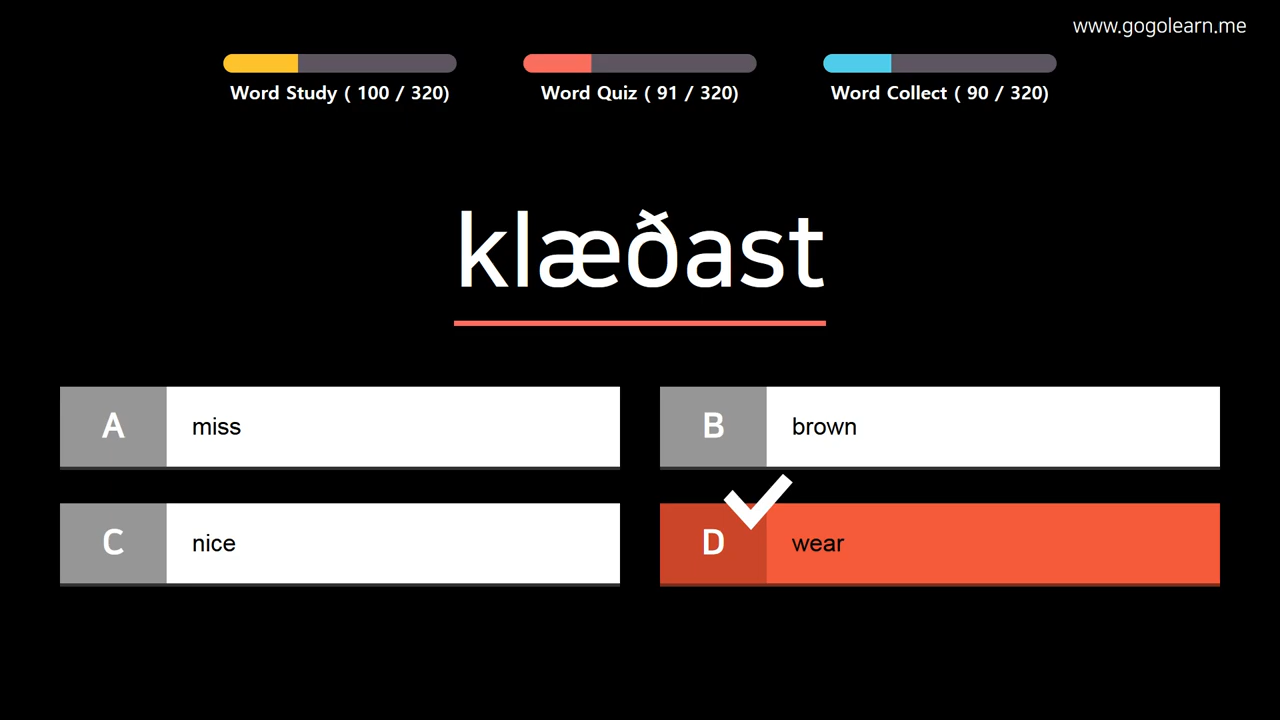 www.gogolearn.me
Word Study ( 100 / 320)
Word Quiz ( 91 / 320)
Word Collect ( 90 / 320)
klæðast
A miss
B brown
C nice
D wear